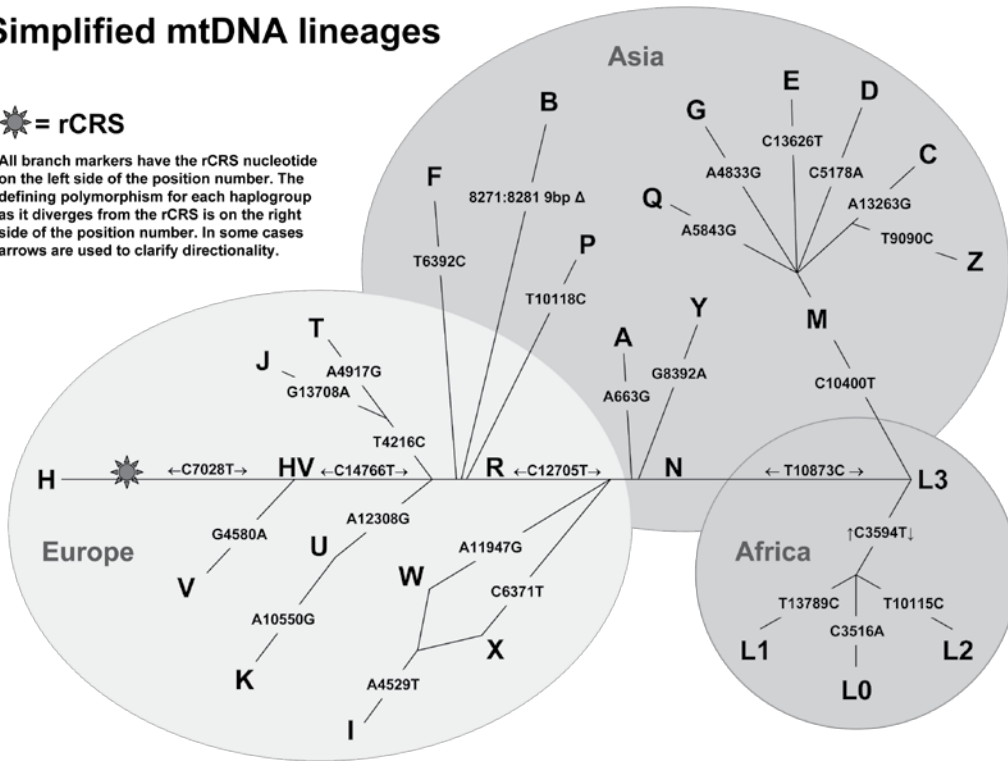 Simplified mtDNA lineages
= rCRS
All branch markers have the rCRS nucleotide
on the left side of the position number. The
defining polymorphism for each haplogroup
as it diverges from the rCRS is on the right
side of the position number. In some cases
arrows are used to clarify directionality.
Asia
B
E
D
G
C13626T
F
A4833G
C5178A
C
8271:8281 9bp Δ
Q
A13263G
A5843G
T9090C
P
Z
T6392C
T10118C
Y
M
T
A
J
A4917G
G8392A
C10400T
G13708A
A663G
T4216C
H
←C7028T→
HV
←C14766T→
R
←C12705T→
N
← T10873C →
L3
A12308G
G4580A
↑C3594T↓
Europe
U
A11947G
Africa
V
W
C6371T
T13789C
T10115C
A10550G
C3516A
X
L1
L2
K
A4529T
L0
I